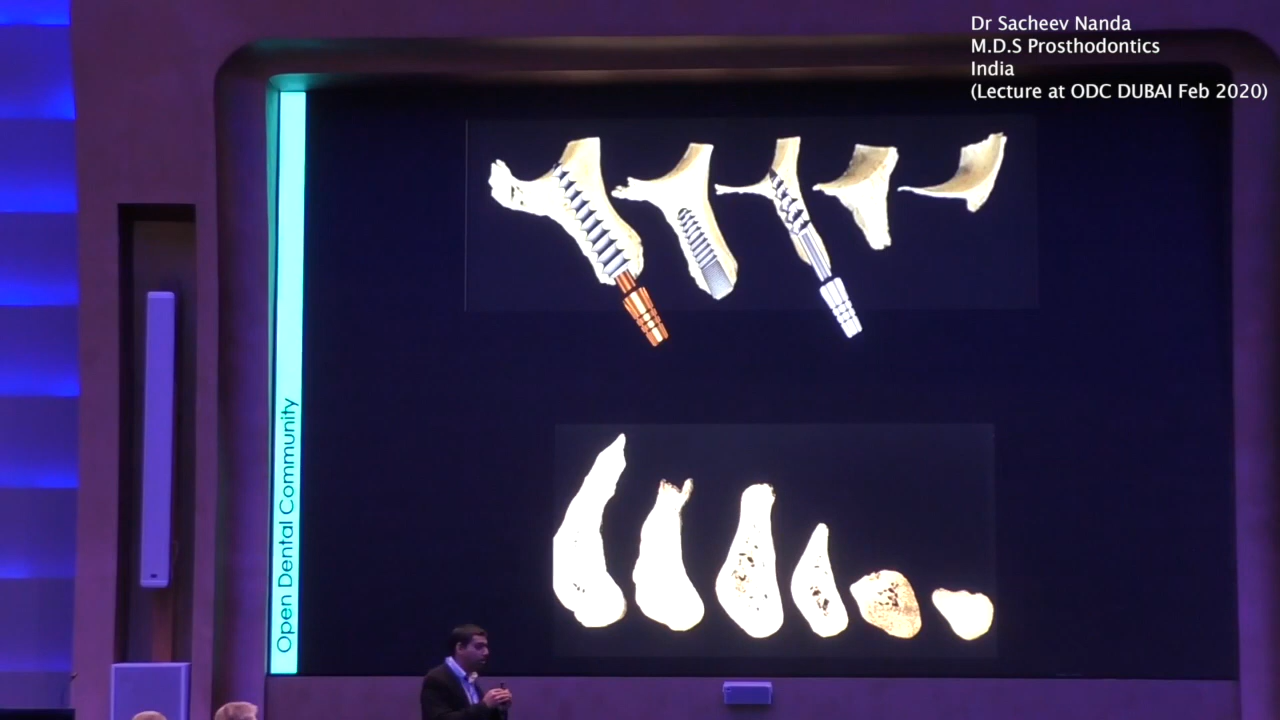 Dr Sacheev Nanda
M.D.S Prosthodontics
India
(Lecture at ODC DUBAI Feb 2020)
Open Dental Community